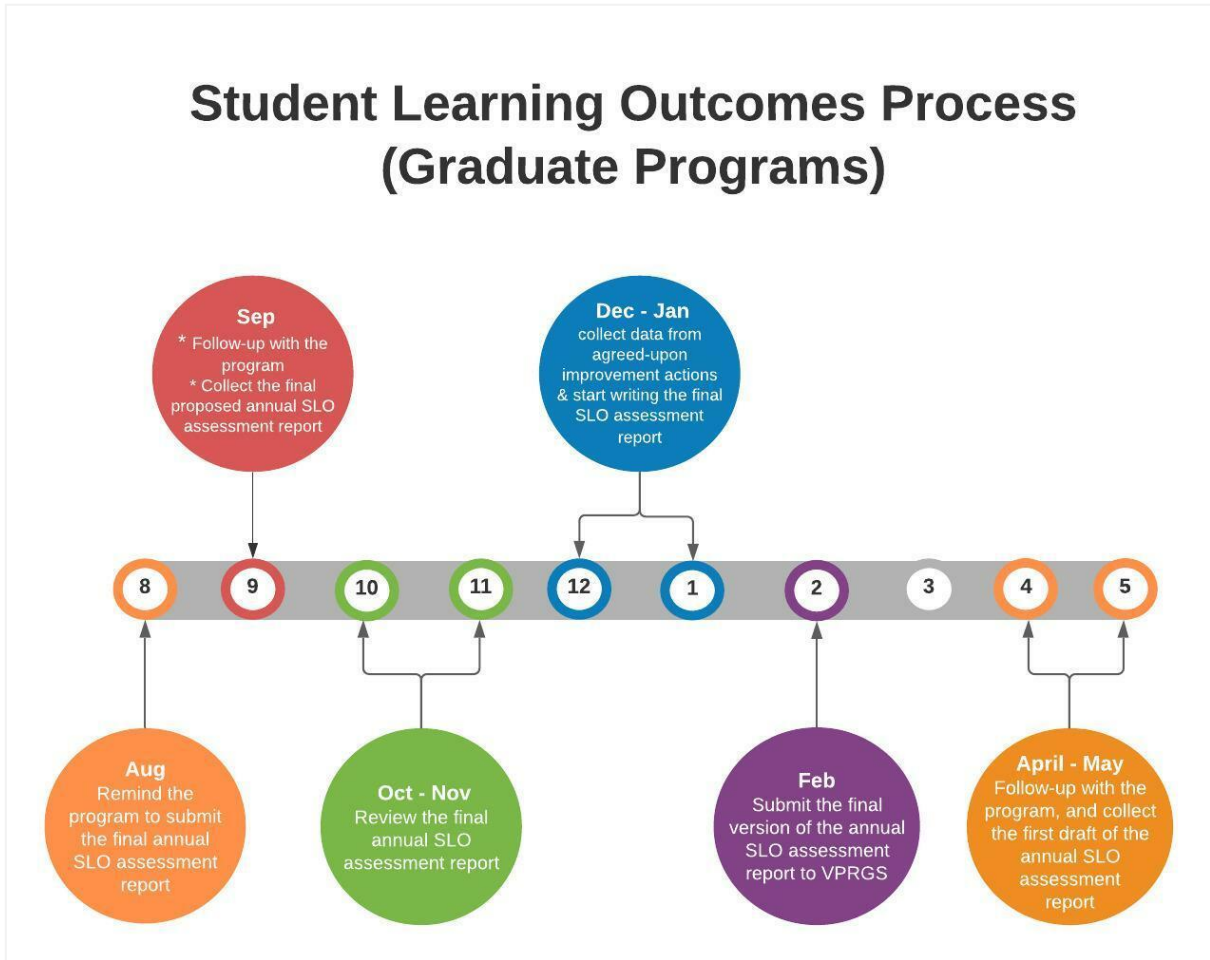 Student Learning Outcomes Process
(Graduate Programs)
Sep
* Follow-up with the
program
* Collect the final
proposed annual SLO
assessment report
Dec - Jan
collect data from
agreed-upon
improvement actions
& start writing the final
SLO assessment
report
8
9
10
11
12
1
2
3
4
5
Aug
Remind the
program to submit
the final annual
SLO assessment
report
Oct - Nov
Review the final
annual SLO
assessment report
Feb
Submit the final
version of the annual
SLO assessment
report to VPRGS
April - May
Follow-up with the
program, and collect
the first draft of the
annual SLO
assessment
report